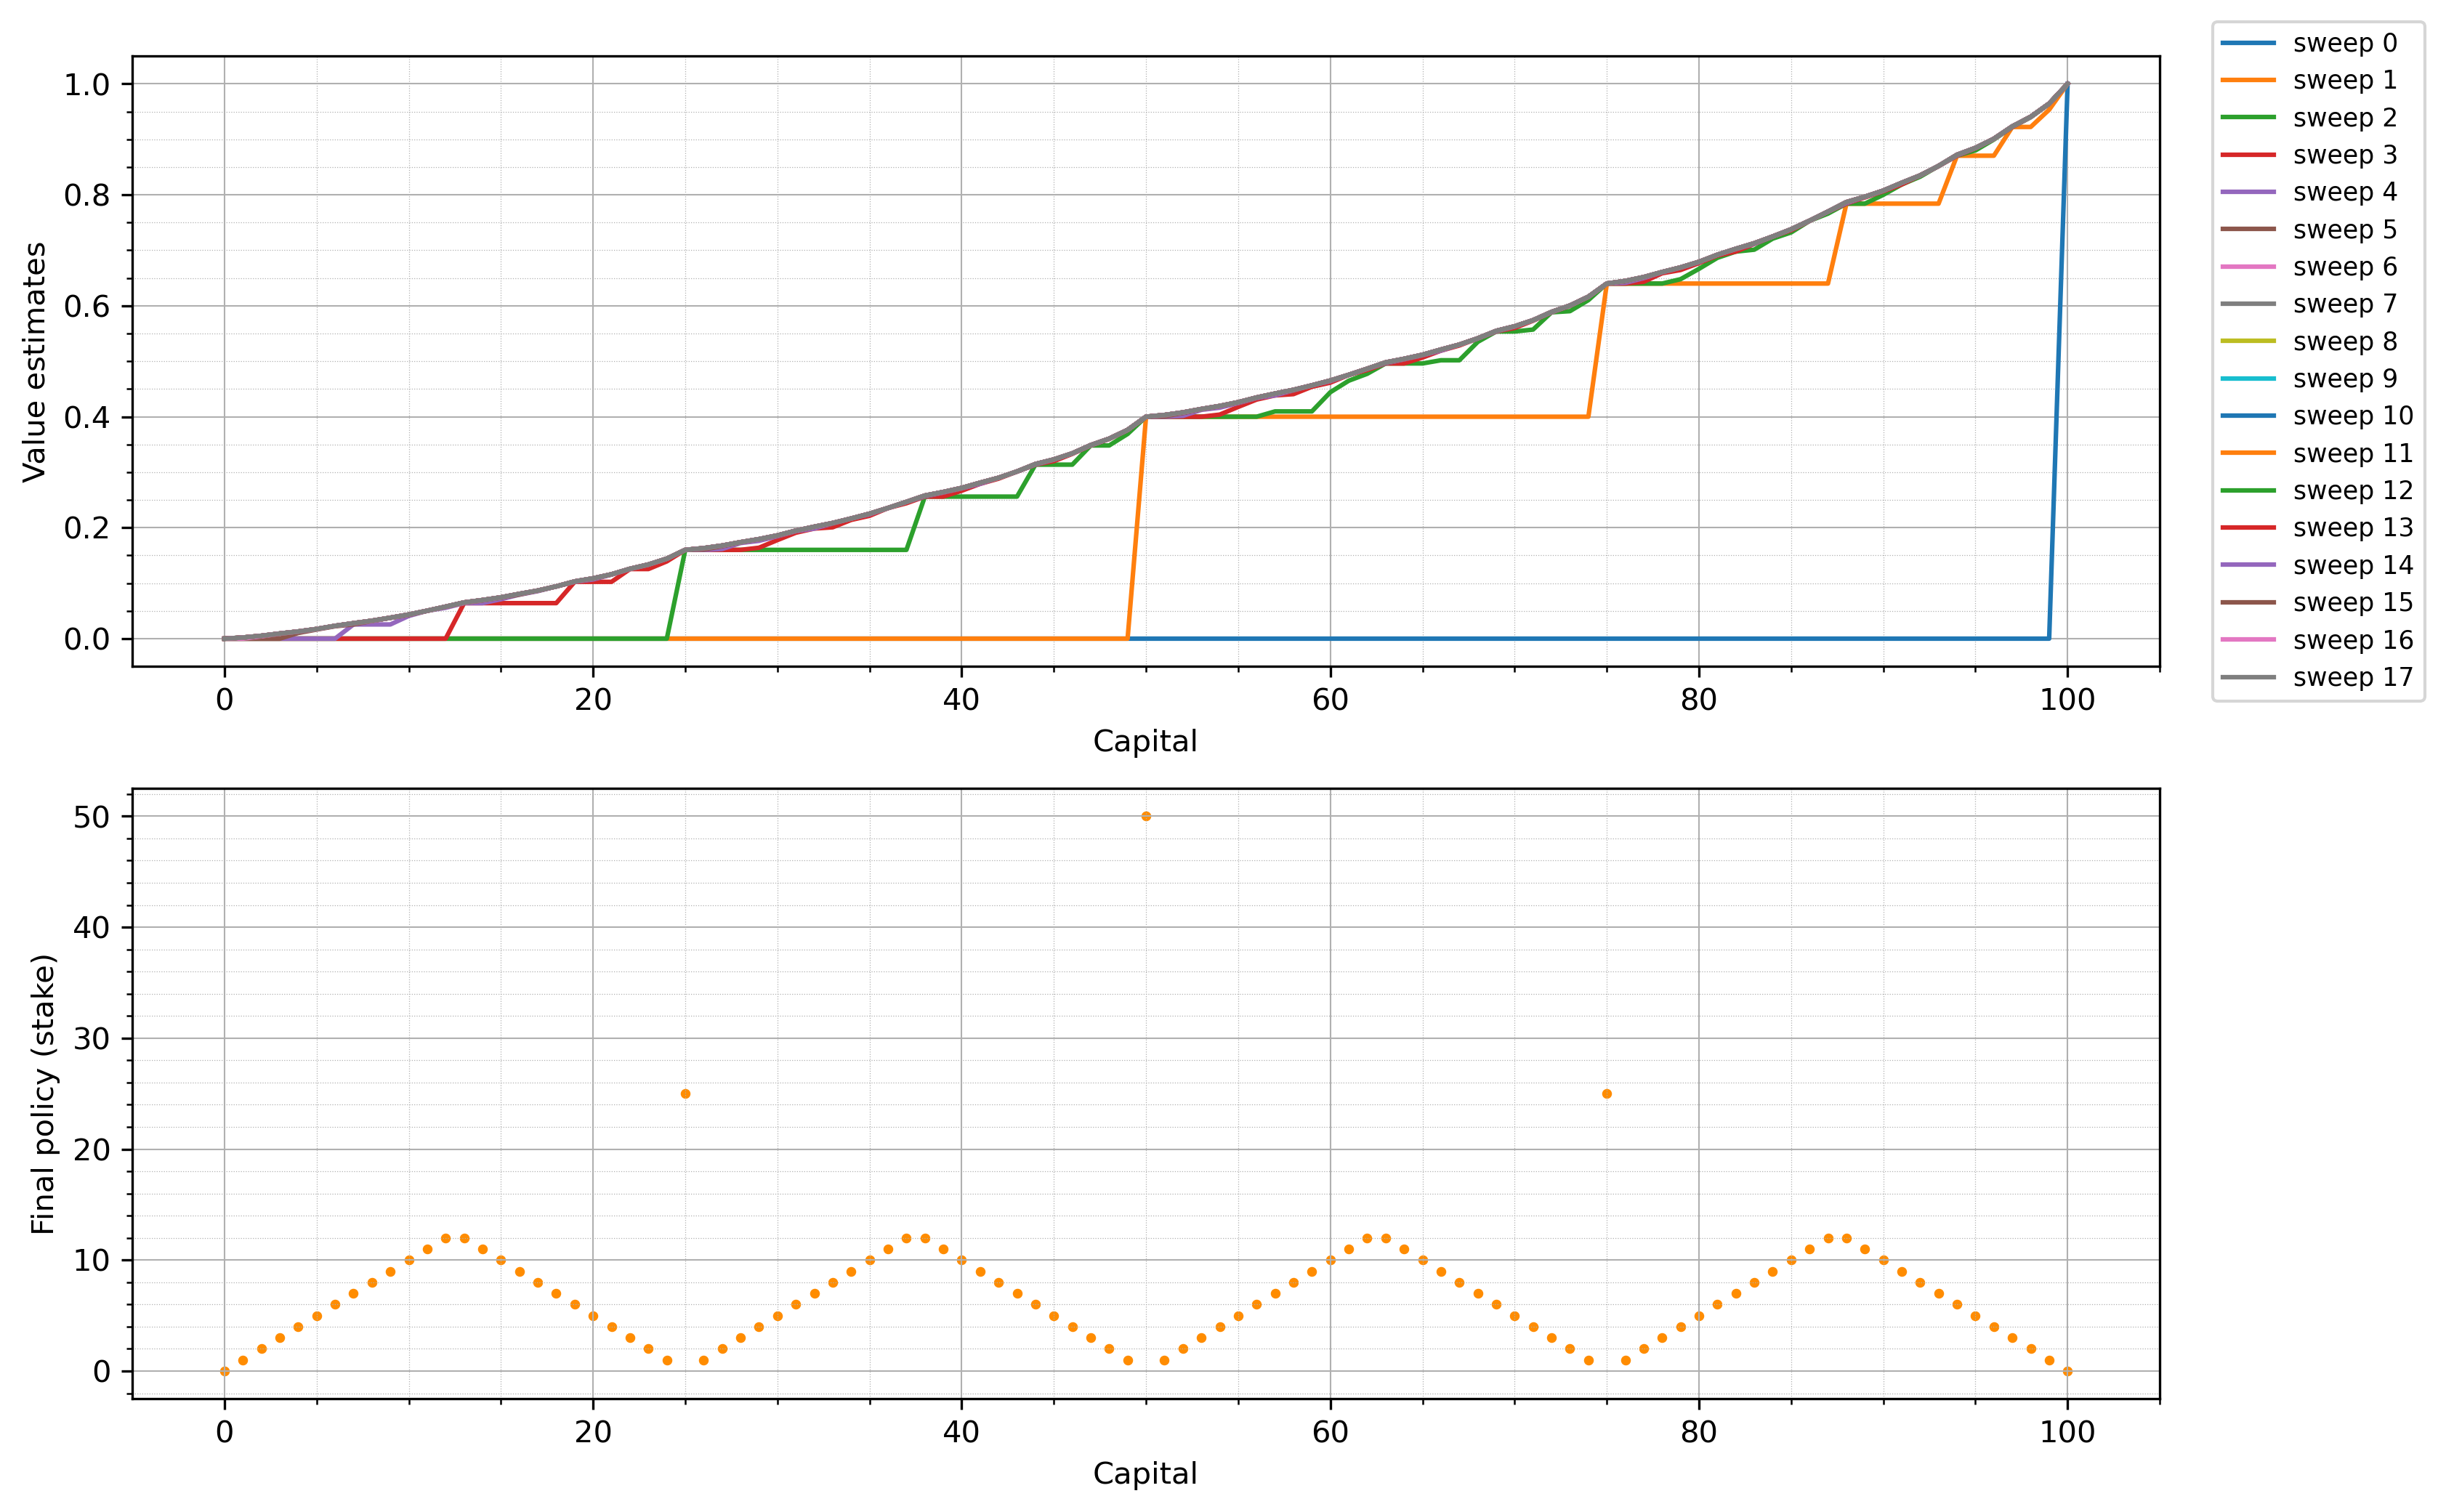 1.0
0.8
0.6
0.4
0.2
0.0
Value estimates
0 20 40 60 80 100
Capital
sweep 0
sweep 1
sweep 2
sweep 3
sweep 4
sweep 5
sweep 6
sweep 7
sweep 8
sweep 9
sweep 10
sweep 11
sweep 12
sweep 13
sweep 14
sweep 15
sweep 16
sweep 17
50
40
30
20
10
0
Final policy (stake)
0 20 40 60 80 100
Capital